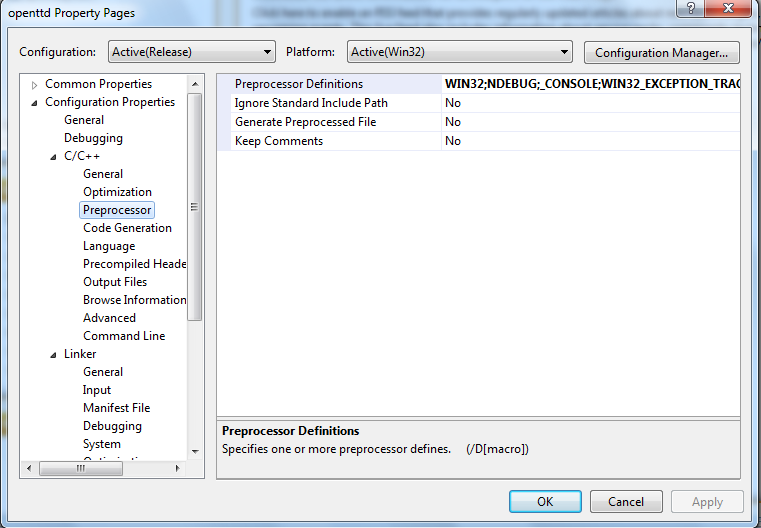 openttd Property Pages
Configuration: Active(Release) Platform: Active(Win32) Configuration Manager...
Common Properties
Configuration Properties
General
Debugging
C/C++
General
Optimization
Preprocessor
Code Generation
Language
Precompiled Heade
Output Files
Browse Information
Advanced
Command Line
Linker
General
Input
Manifest File
Debugging
System
Preprocessor Definitions WIN32;NDEBUG;_CONSOLE;WIN32_EXCEPTION_TRAC
Ignore Standard Include Path No
Generate Preprocessed File No
Keep Comments No
Preprocessor Definitions
Specifies one or more preprocessor defines. (/D[macro])
OK Cancel Apply